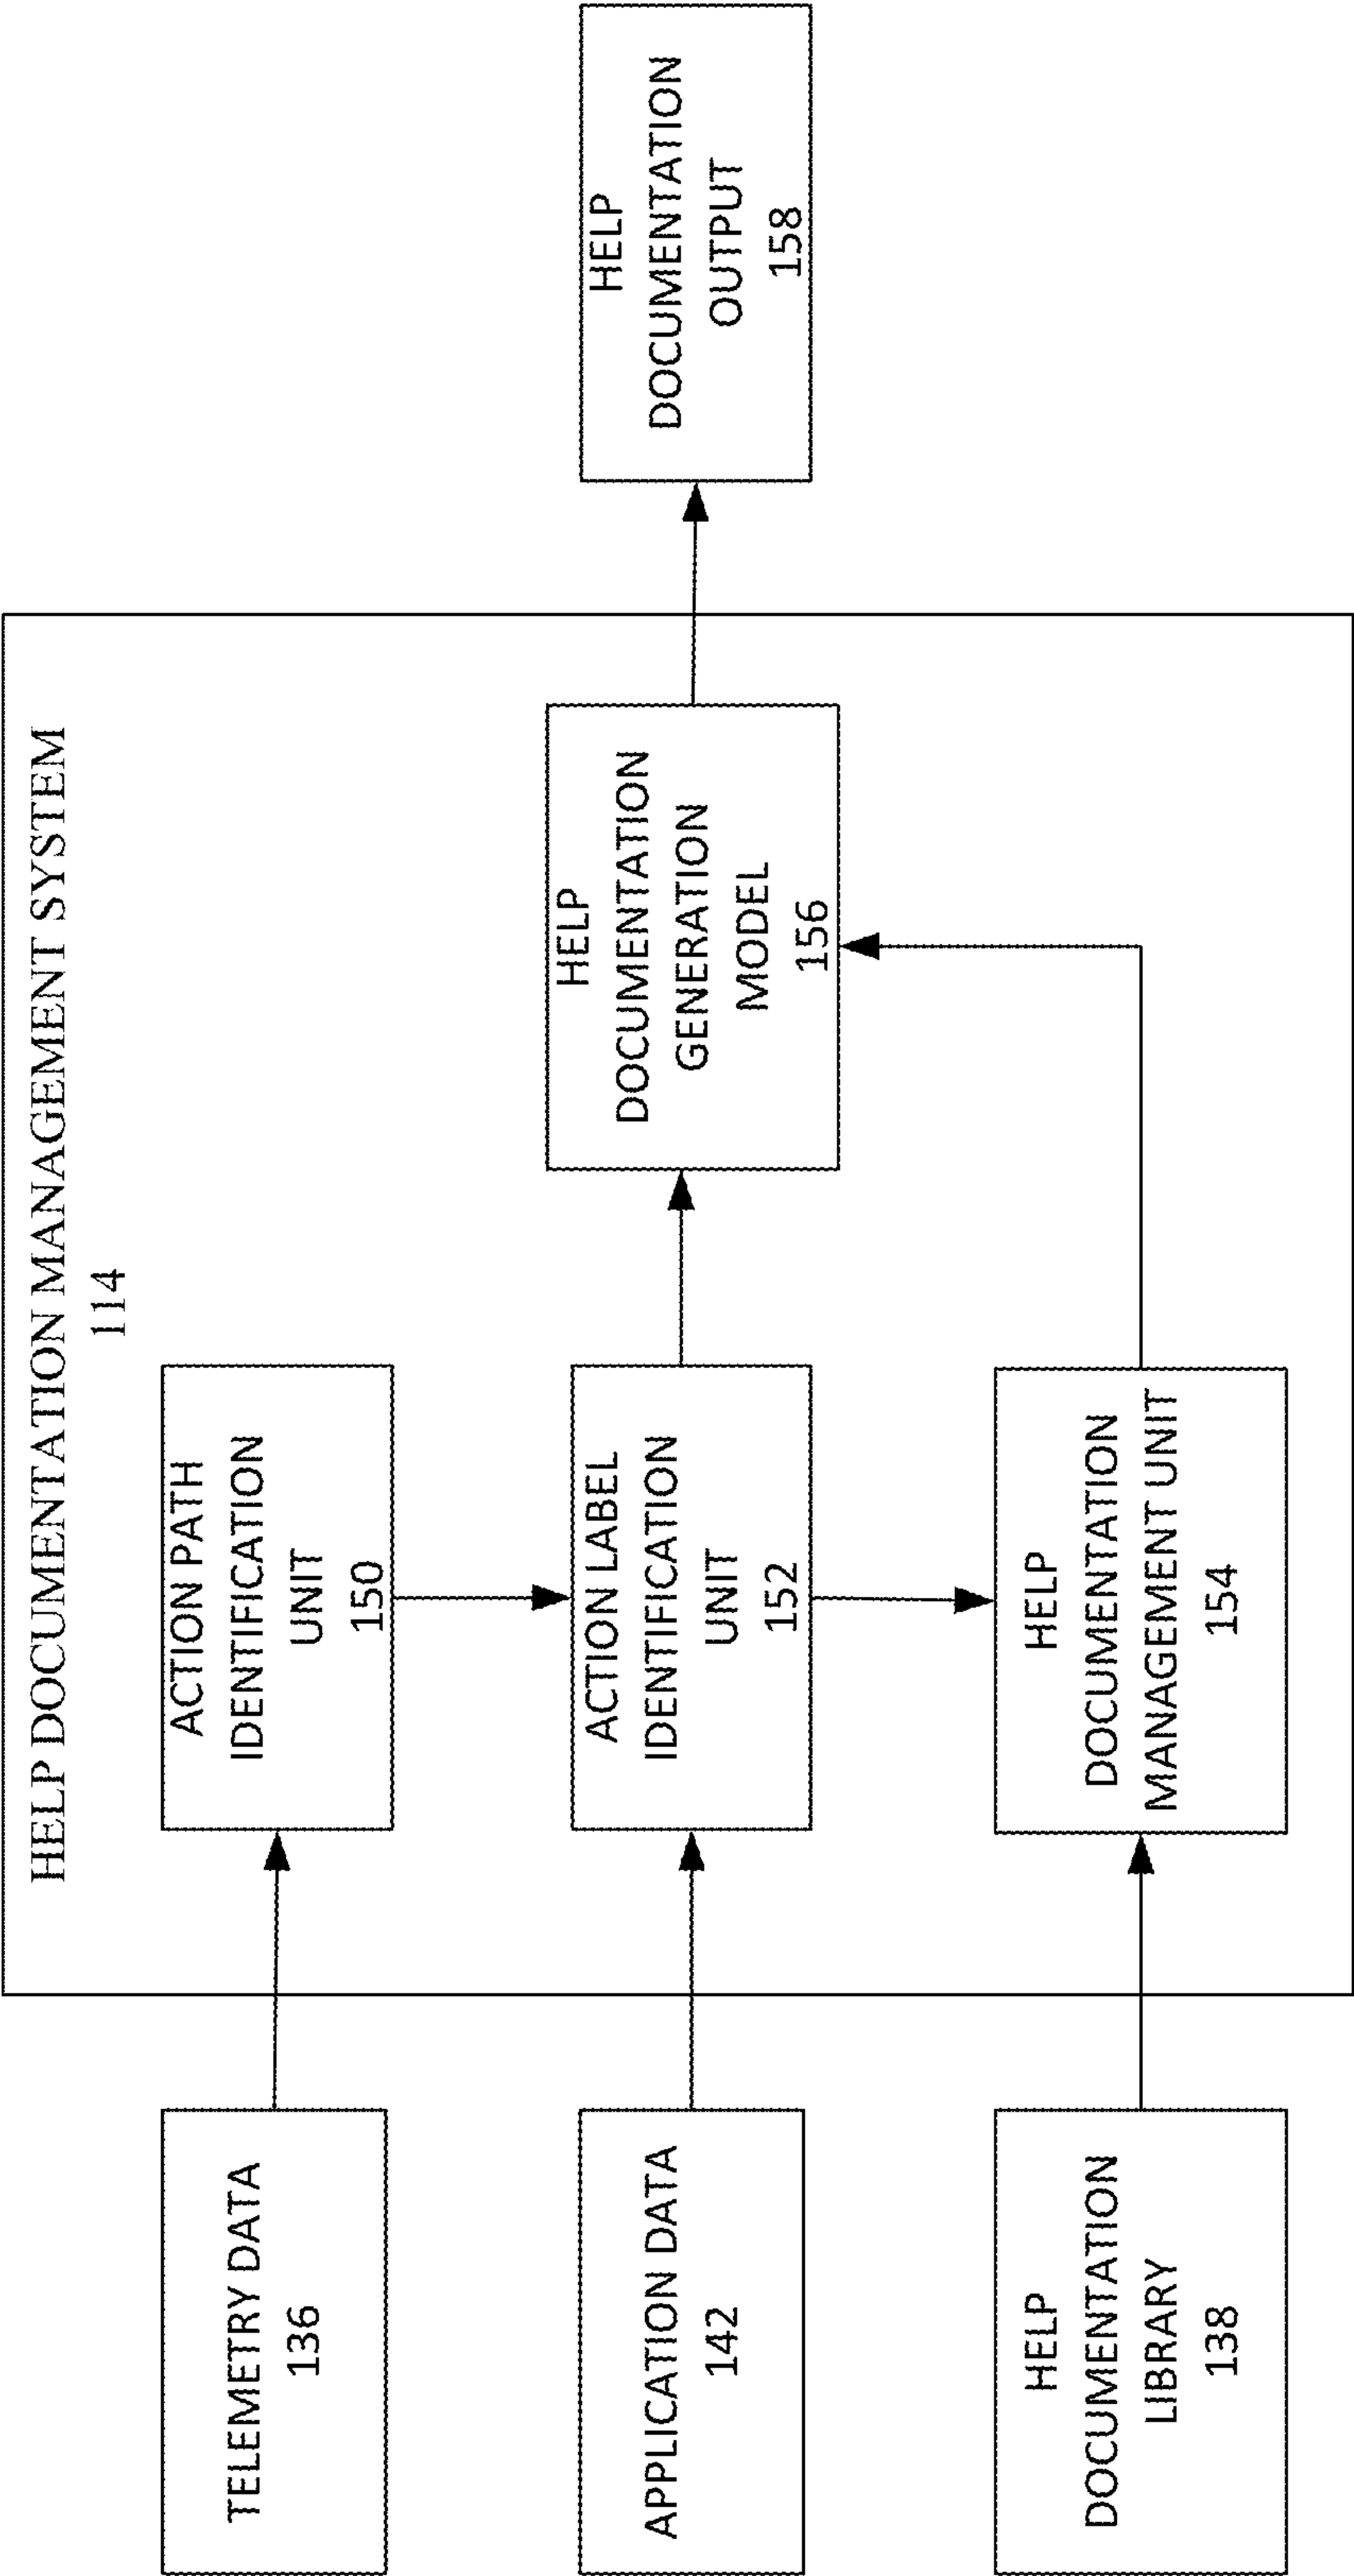 HELP DOCUMENTATION MANAGEMENT SYSTEM
114
TELEMETRY DATA
136
ACTION PATH
IDENTIFICATION
UNIT
150
APPLICATION DATA
142
ACTION LABEL
IDENTIFICATION
UNIT
152
HELP
DOCUMENTATION
GENERATION
MODEL
156
HELP
DOCUMENTATION
OUTPUT
158
HELP
DOCUMENTATION
LIBRARY
138
HELP
DOCUMENTATION
MANAGEMENT UNIT
154